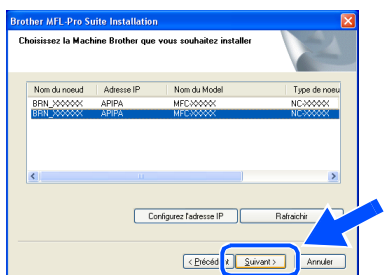 Brother MFL-Pro Suite Installation
Choisissez la Machine Brother que vous souhaitez installer
Nom du noeud Adresse IP Nom du Model Type de noeu
BRN_XXXXXX APIPA MFC-XXXXX NC-XXXXX
BRN_XXXXXX APIPA MFC-XXXXX NC-XXXXX
Configurez l'adresse IP Rafraichir
< Précédent Suivant > Annuler